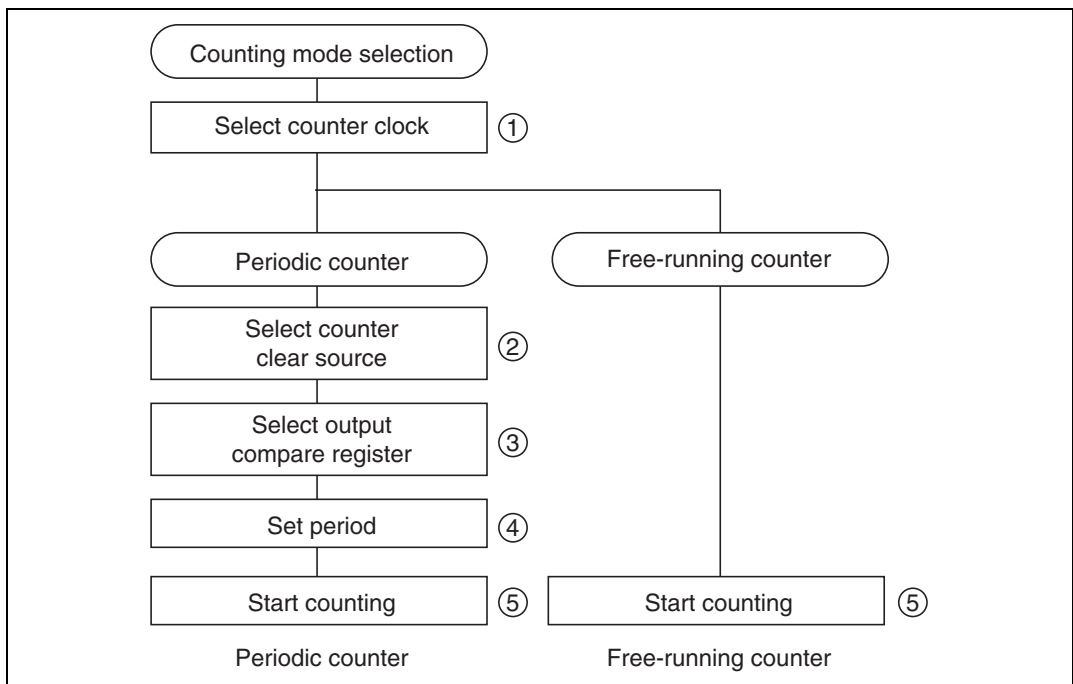 Counting mode selection
Select counter clock ①
Periodic counter
Free-running counter
Select counter
clear source
②
Select output
compare register
③
Set period ④
Start counting ⑤
Start counting ⑤
Periodic counter
Free-running counter